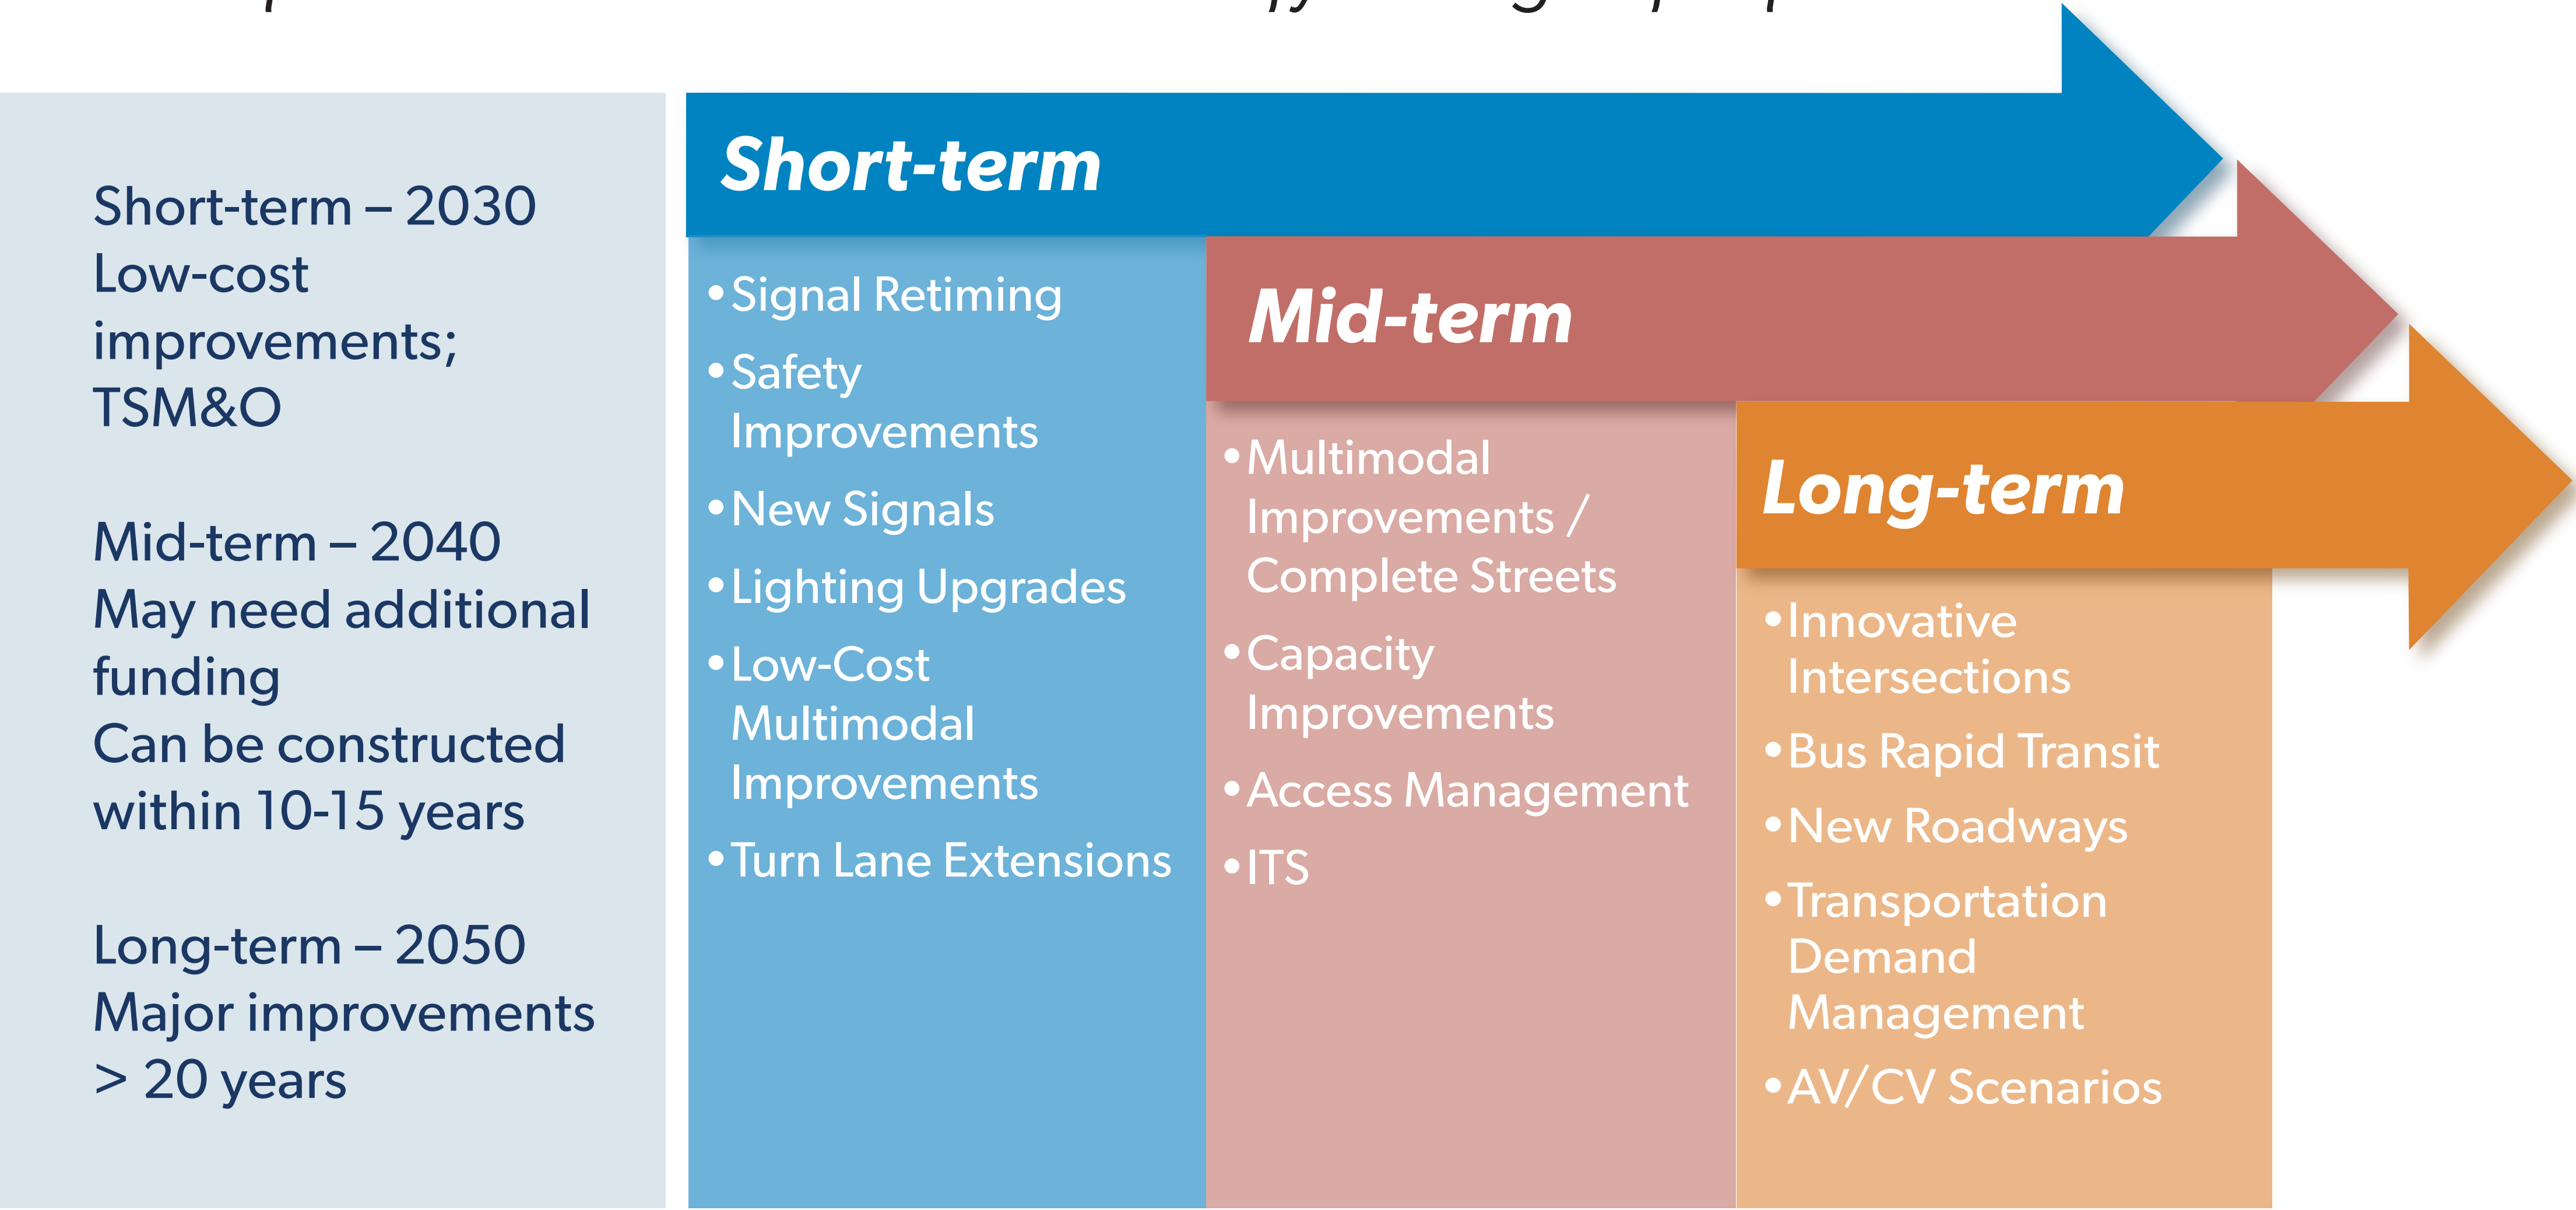 Short-term – 2030
Low-cost
improvements;
TSM&O
Mid-term – 2040
May need additional
funding
Can be constructed
within 10-15 years
Long-term – 2050
Major improvements
> 20 years
Short-term
•Signal Retiming
•Safety
Improvements
•New Signals
•Lighting Upgrades
•Low-Cost
Multimodal
Improvements
•Turn Lane Extensions
Mid-term
•Multimodal
Improvements /
Complete Streets
•Capacity
Improvements
•Access Management
•ITS
Long-term
•Innovative
Intersections
•Bus Rapid Transit
•New Roadways
•Transportation
Demand
Management
•AV/CV Scenarios